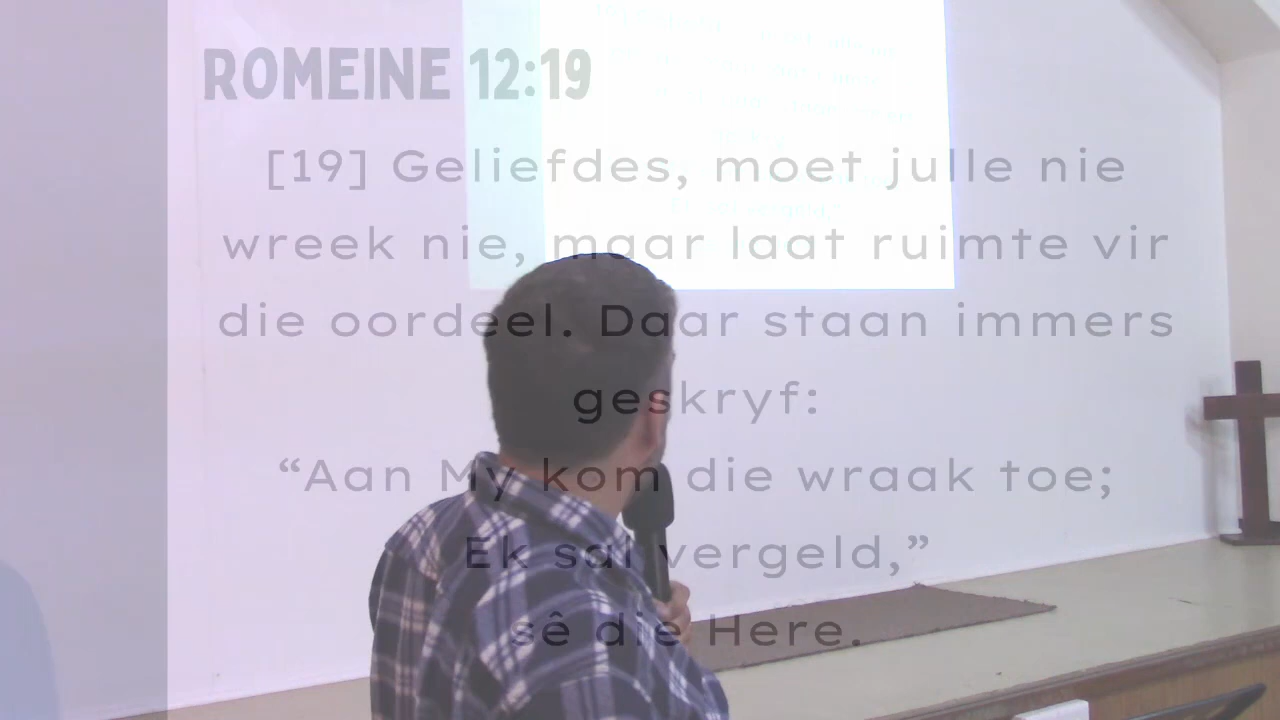 ROMEINE 12:19
[19] Geliefdes, moet julle nie
wreek nie, maar laat ruimte vir
die oordeel. Daar staan immers
geskryf:
“Aan My kom die wraak toe;
Ek sal vergeld,”
sê die Here.